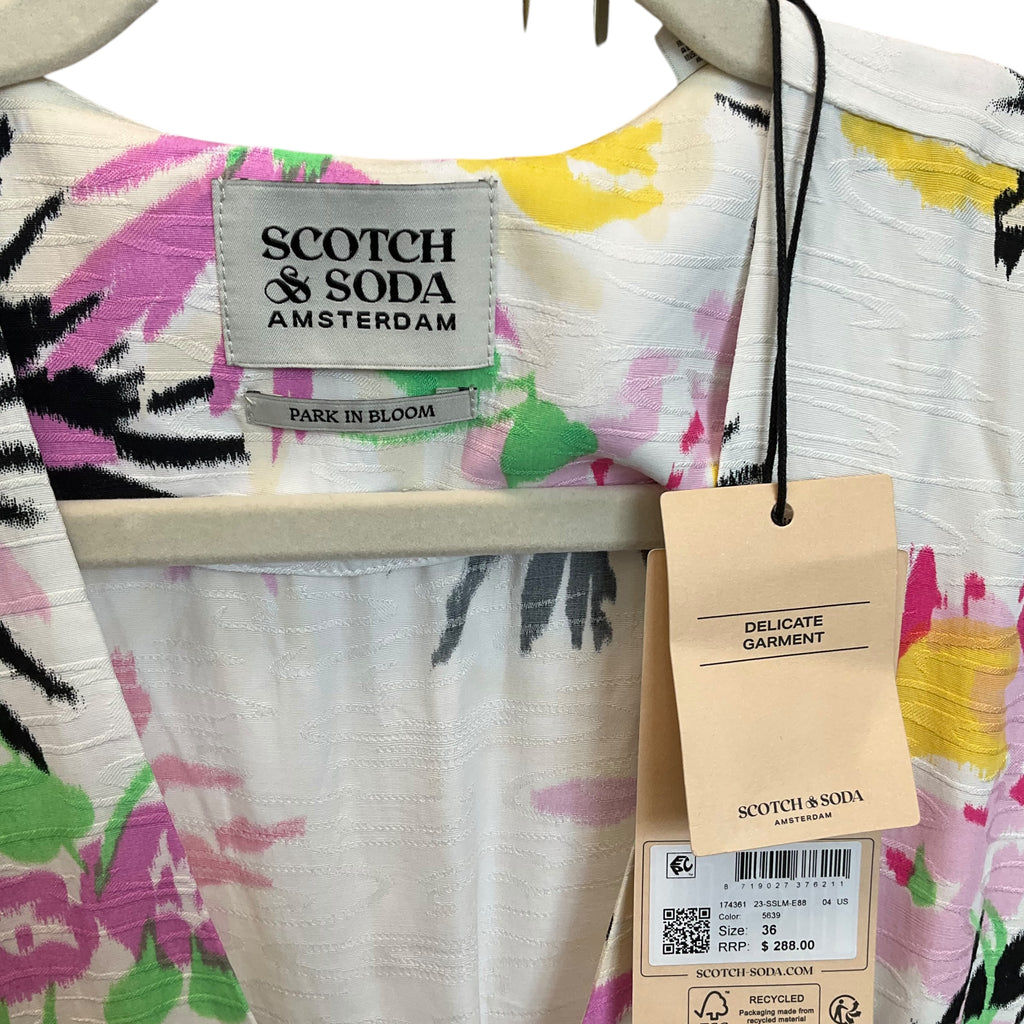 SCOTCH
& SODA
AMSTERDAM
PARK IN BLOOM
DELICATE
GARMENT
SCOTCH & SODA
AMSTERDAM
8 719027 376211
174361 23-SSLM-E88 04 US
Color: 5639
Size: 36
RRP: $ 288.00
SCOTCH-SODA.COM
RECYCLED
Packaging made from
recycled material
FSC